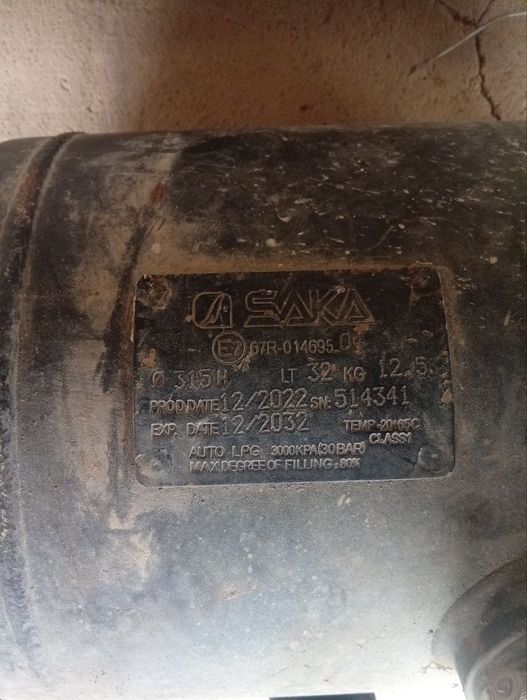 SAKA
E7 67R-014695
Ø 315 H LT 32 KG 12.5
PROD.DATE 12/2022 SN: 514341
EXP. DATE 12/2032 TEMP -20+65C
CLASS1
AUTO LPG 3000KPA (30 BAR)
MAX.DEGREE OF FILLING, 80%